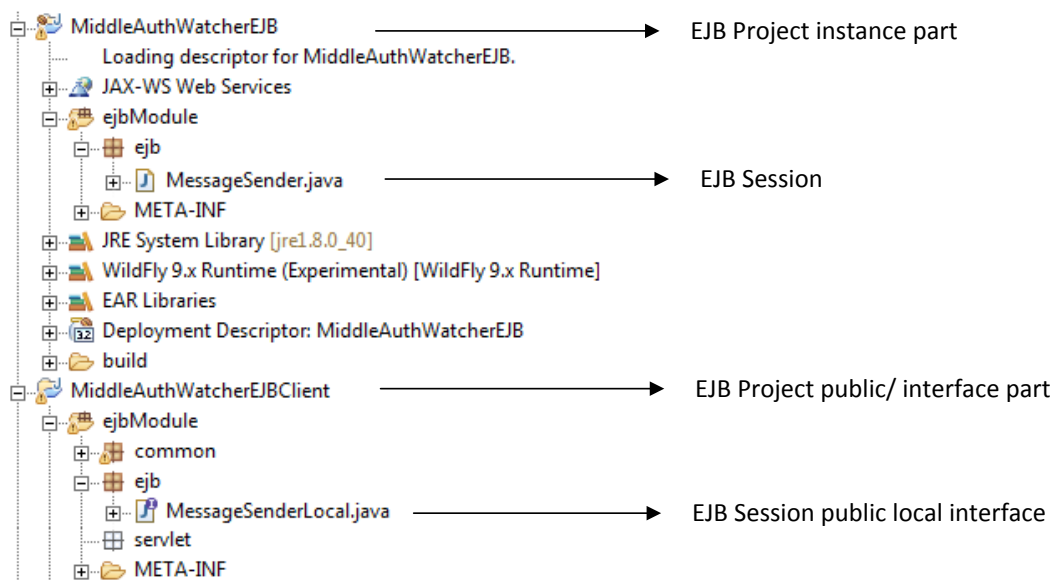 MiddleAuthWatcherEJB EJB Project instance part
Loading descriptor for MiddleAuthWatcherEJB.
JAX-WS Web Services
ejbModule
ejb
MessageSender.java EJB Session
META-INF
JRE System Library [jre1.8.0_40]
WildFly 9.x Runtime (Experimental) [WildFly 9.x Runtime]
EAR Libraries
Deployment Descriptor: MiddleAuthWatcherEJB
build
MiddleAuthWatcherEJBClient EJB Project public/ interface part
ejbModule
common
ejb
MessageSenderLocal.java EJB Session public local interface
servlet
META-INF